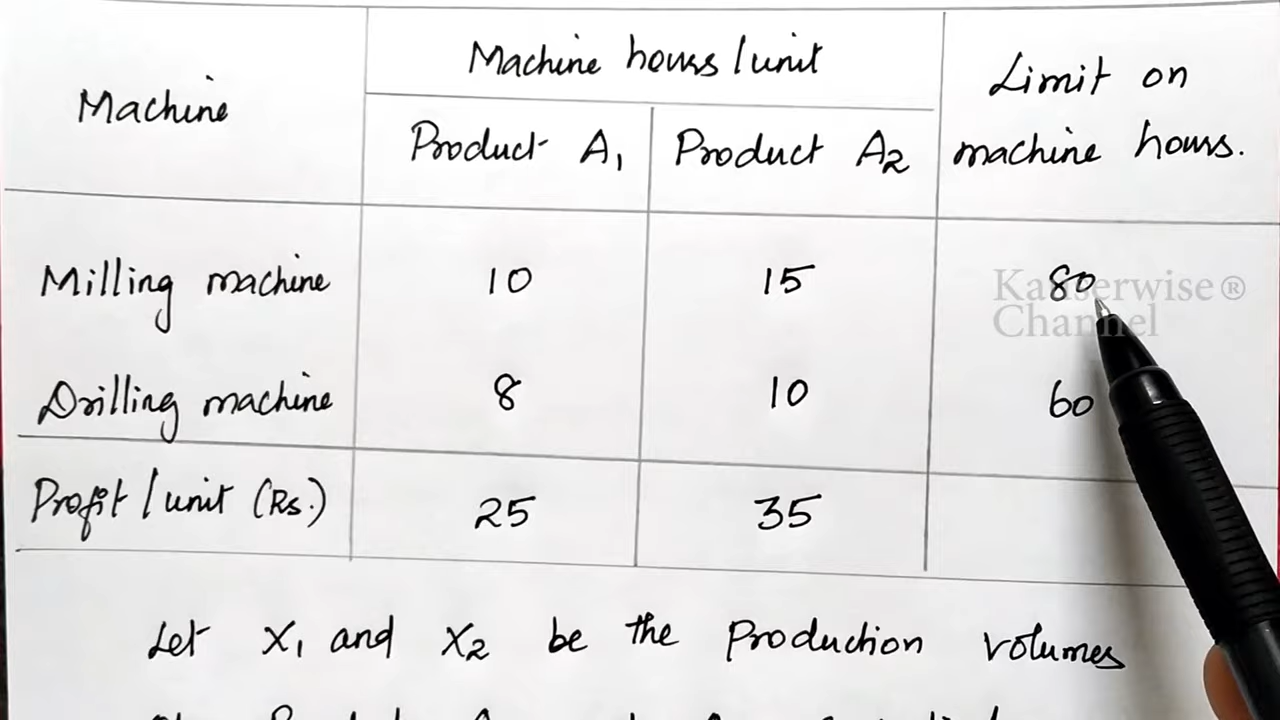 Machine
Machine hours/unit
Limit on
machine hours.
Product A1
Product A2
Milling machine 10 15 80
Drilling machine 8 10 60
Profit/unit (Rs.) 25 35
Kauserwise®
Channel
Let X1 and X2 be the Production volumes